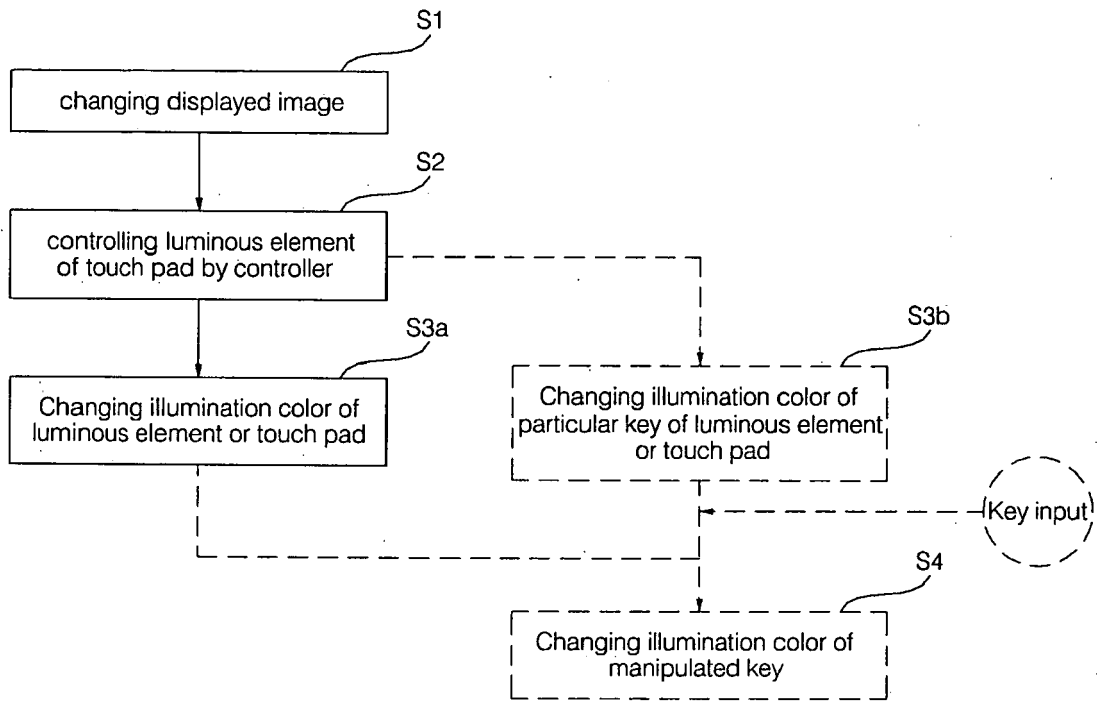 S1
changing displayed image
S2
controlling luminous element
of touch pad by controller
S3a
Changing illumination color of
luminous element or touch pad
S3b
Changing illumination color of
particular key of luminous element
or touch pad
Key input
S4
Changing illumination color of
manipulated key